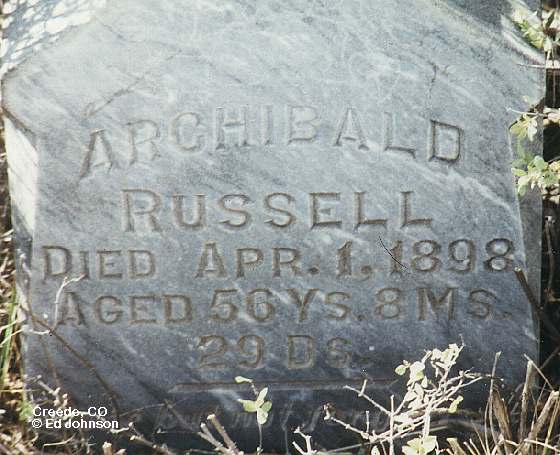 ARCHIBALD
RUSSELL
DIED APR. 1, 1898
AGED 56 YS. 8 MS.
29 DS.
Creede, CO
© Ed Johnson